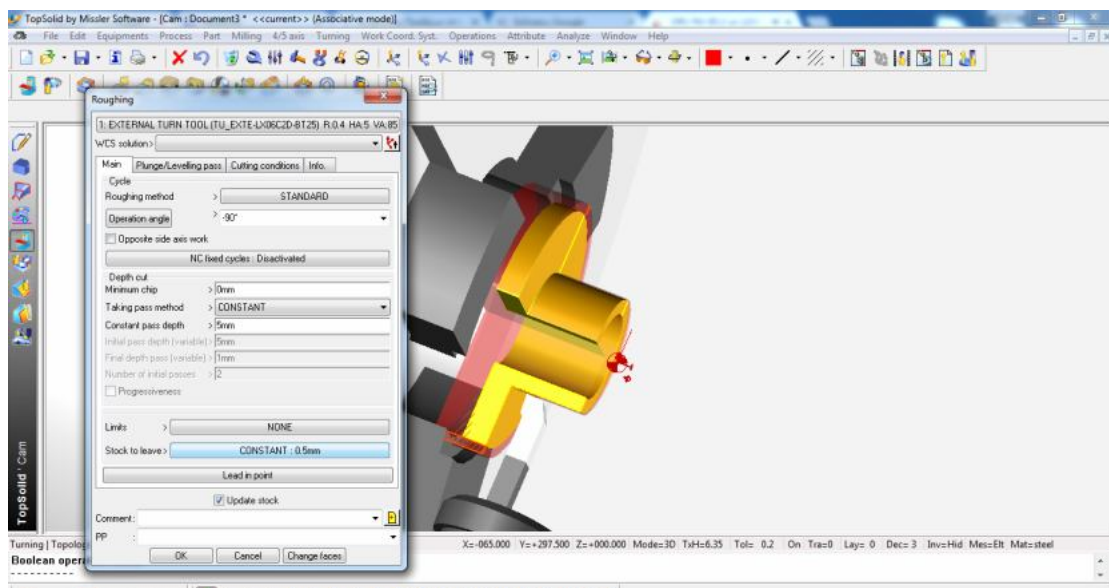 TopSolid by Missler Software - [Cam : Document3 * <<current>> (Associative mode)]
File Edit Equipments Process Part Milling 4/5 axis Turning Work Coord. Syst. Operations Attribute Analyze Window Help
Roughing
1: EXTERNAL TURN TOOL (TU_EXTE-LX06C2D-BT25) R:0.4 HA:5 VA:85
WCS solution>
Main Plunge/Levelling pass Cutting conditions Info.
Cycle
Roughing method > STANDARD
Operation angle > -90°
Opposite side axis work
NC fixed cycles : Disactivated
Depth cut
Minimum chip > 0mm
Taking pass method > CONSTANT
Constant pass depth > 5mm
Initial pass depth (variable) > 5mm
Final depth pass (variable) > 1mm
Number of initial passes > 2
Progressiveness
Limits > NONE
Stock to leave > CONSTANT : 0.5mm
Lead in point
Update stock
Comment:
PP :
OK Cancel Change faces
TopSolid'Cam
Turning | Topolo
X=-065.000 Y=+297.500 Z=+000.000 Mode=3D TxH=6.35 Tol= 0.2 On Tra=0 Lay= 0 Dec= 3 Inv=Hid Mes=Elt Mat=steel
Boolean opera